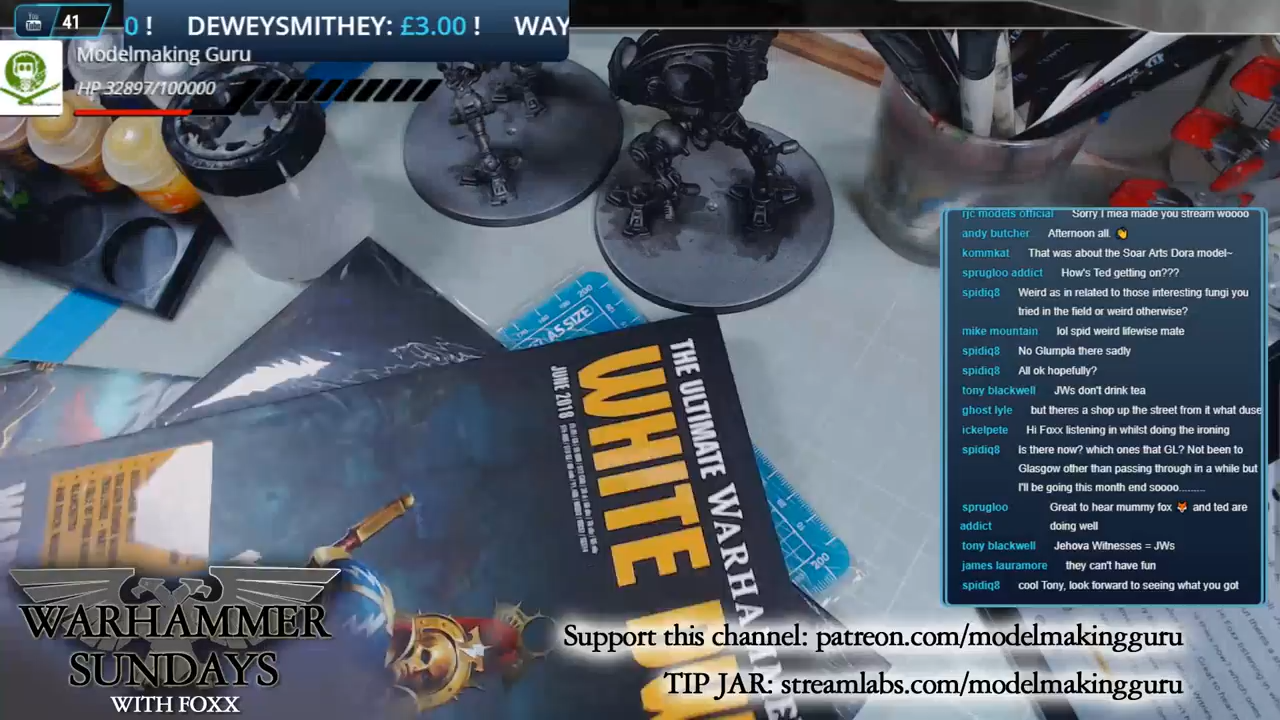 41
0 ! DEWEYSMITHEY: £3.00 ! WAY
Modelmaking Guru
HP 32897/100000
200
A5 SIZE
THE ULTIMATE WARHAMME
WHITE DW
JUNE 2018
200
WARHAMMER
SUNDAYS
WITH FOXX
rjc models official Sorry I mea made you stream woooo
andy butcher Afternoon all. 👏
kommkat That was about the Soar Arts Dora model~
sprugloo addict How's Ted getting on???
spidiq8 Weird as in related to those interesting fungi you
tried in the field or weird otherwise?
mike mountain lol spid weird lifewise mate
spidiq8 No Glumpla there sadly
spidiq8 All ok hopefully?
tony blackwell JWs don't drink tea
ghost lyle but theres a shop up the street from it what duse
ickelpete Hi Foxx listening in whilst doing the ironing
spidiq8 Is there now? which ones that GL? Not been to
Glasgow other than passing through in a while but
I'll be going this month end soooo.........
sprugloo Great to hear mummy fox 🦊 and ted are
addict doing well
tony blackwell Jehova Witnesses = JWs
james lauramore they can't have fun
spidiq8 cool Tony, look forward to seeing what you got
Support this channel: patreon.com/modelmakingguru
TIP JAR: streamlabs.com/modelmakingguru